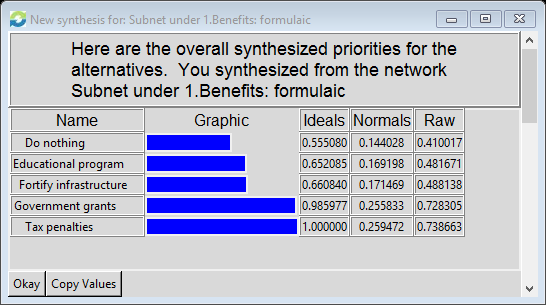 New synthesis for: Subnet under 1.Benefits: formulaic
Here are the overall synthesized priorities for the
alternatives.  You synthesized from the network
Subnet under 1.Benefits: formulaic
Name Graphic Ideals Normals Raw
Do nothing 0.555080 0.144028 0.410017
Educational program 0.652085 0.169198 0.481671
Fortify infrastructure 0.660840 0.171469 0.488138
Government grants 0.985977 0.255833 0.728305
Tax penalties 1.000000 0.259472 0.738663
Okay Copy Values